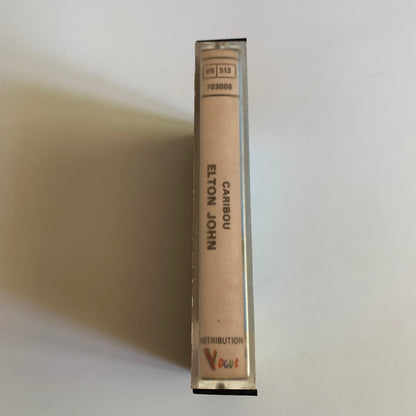 VG 513
703008
CARIBOU
ELTON JOHN
DISTRIBUTION
VOGUE